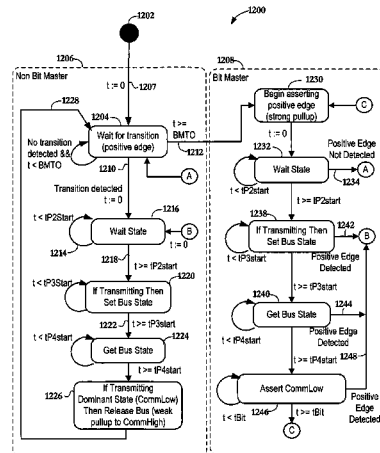 1202
1200
1206
1208
Non Bit Master
Bit Master
t := 0
1207
1228
1204
Wait for transition
(positive edge)
t >=
BMTO
1212
No transition
detected &&
t < BMTO
1210
A
Transition detected
t := 0
1216
Wait State
B
t := 0
t < tP2Start
1214
1218
t >= tP2start
1220
If Transmitting Then
Set Bus State
t < tP3Start
1222
t >= tP3start
1224
Get Bus State
t < tP4start
t >= tP4start
1226
If Transmitting
Dominant State (CommLow)
Then Release Bus (weak
pullup to CommHigh)
1230
Begin asserting
positive edge
(strong pullup)
C
t := 0
1232
Positive Edge
Not Detected
Wait State
A
1234
t < tP2start
t >= tP2start
1238
If Transmitting Then
Set Bus State
1242
B
Positive Edge
Detected
t < tP3start
t >= tP3start
1240
Get Bus State
1244
Positive Edge
Detected
t < tP4start
1248
t >= tP4start
Assert CommLow
1246
t < tBit
t >= tBit
Positive
Edge
Detected
C